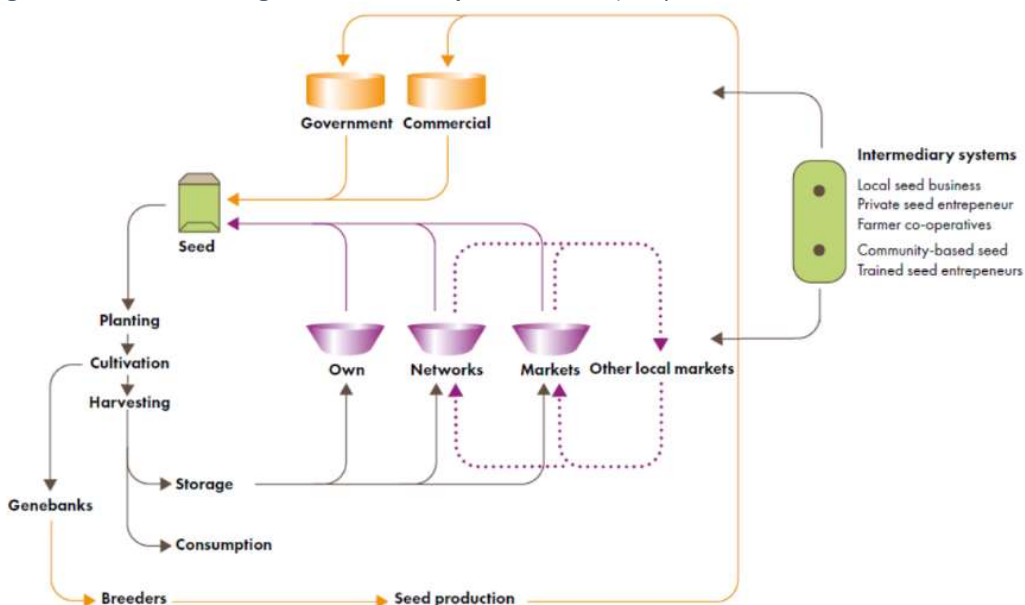 Government Commercial
Intermediary systems
Local seed business
Private seed entrepeneur
Farmer co-operatives
Community-based seed
Trained seed entrepeneurs
Seed
Planting
Cultivation
Harvesting
Own Networks Markets Other local markets
Storage
Genebanks
Consumption
Breeders Seed production